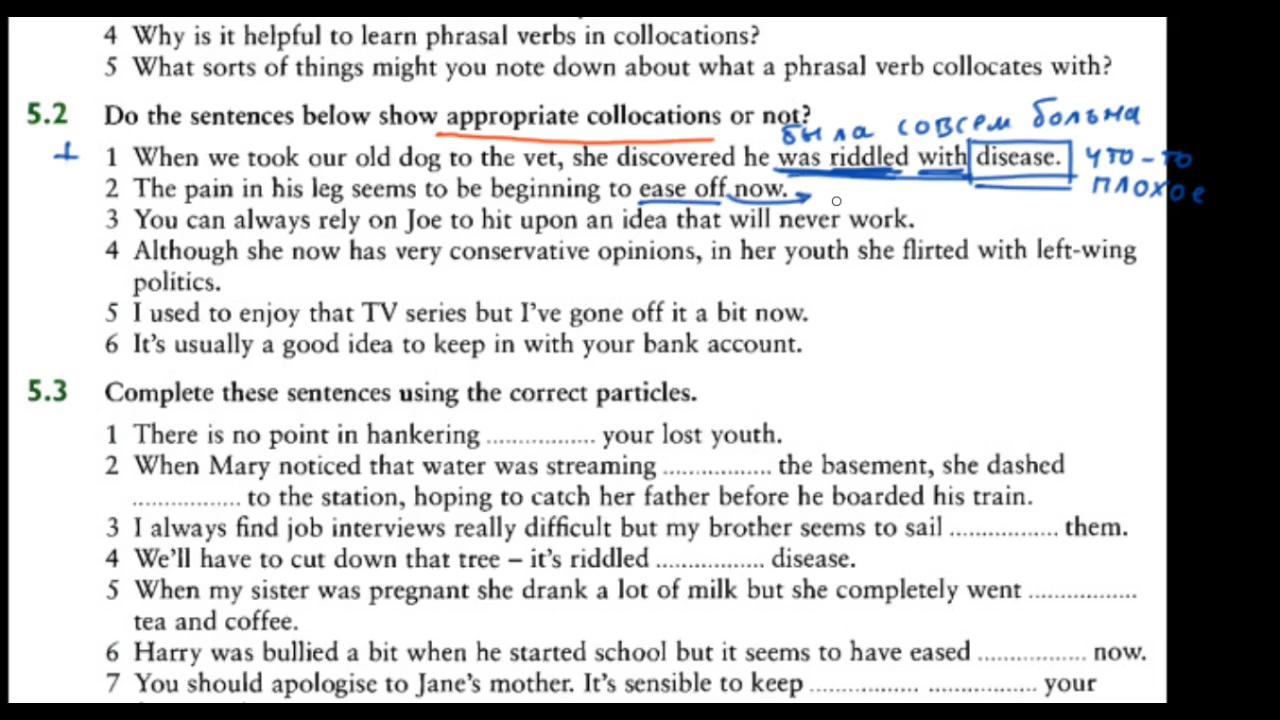 4 Why is it helpful to learn phrasal verbs in collocations?
5 What sorts of things might you note down about what a phrasal verb collocates with?
5.2 Do the sentences below show appropriate collocations or not?
была совсем больна
+ 1 When we took our old dog to the vet, she discovered he was riddled with disease. что-то
плохое
2 The pain in his leg seems to be beginning to ease off now.
3 You can always rely on Joe to hit upon an idea that will never work.
4 Although she now has very conservative opinions, in her youth she flirted with left-wing
politics.
5 I used to enjoy that TV series but I've gone off it a bit now.
6 It's usually a good idea to keep in with your bank account.
5.3 Complete these sentences using the correct particles.
1 There is no point in hankering ................. your lost youth.
2 When Mary noticed that water was streaming ................. the basement, she dashed
................. to the station, hoping to catch her father before he boarded his train.
3 I always find job interviews really difficult but my brother seems to sail ................. them.
4 We'll have to cut down that tree – it's riddled ................. disease.
5 When my sister was pregnant she drank a lot of milk but she completely went .................
tea and coffee.
6 Harry was bullied a bit when he started school but it seems to have eased ................. now.
7 You should apologise to Jane's mother. It's sensible to keep ................. ................. your